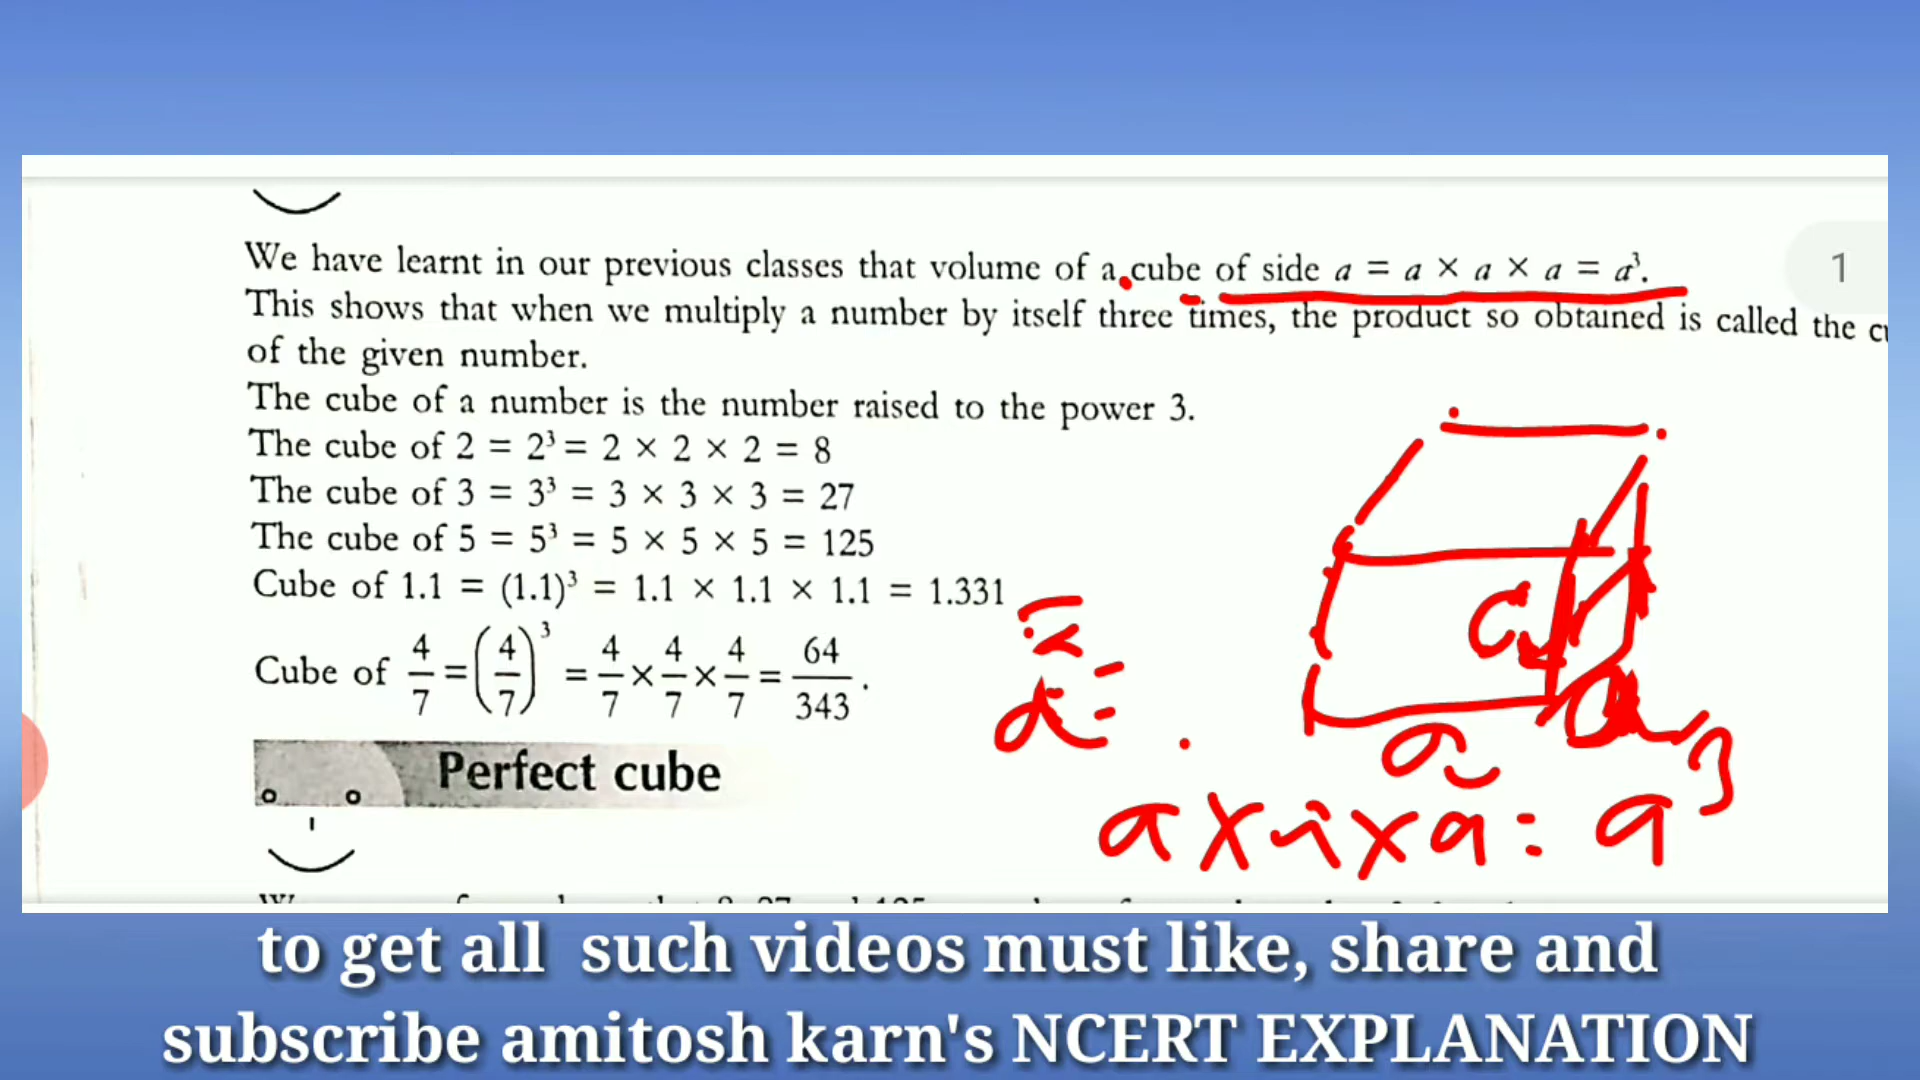 We have learnt in our previous classes that volume of a cube of side a = a × a × a = a³.
1
This shows that when we multiply a number by itself three times, the product so obtained is called the
of the given number.
The cube of a number is the number raised to the power 3.
The cube of 2 = 2³ = 2 × 2 × 2 = 8
The cube of 3 = 3³ = 3 × 3 × 3 = 27
The cube of 5 = 5³ = 5 × 5 × 5 = 125
Cube of 1.1 = (1.1)³ = 1.1 × 1.1 × 1.1 = 1.331
Cube of 4/7 = (4/7)³ = 4/7 × 4/7 × 4/7 = 64/343.
a
a
Perfect cube
a × a × a = a³
to get all such videos must like, share and
subscribe amitosh karn's NCERT EXPLANATION